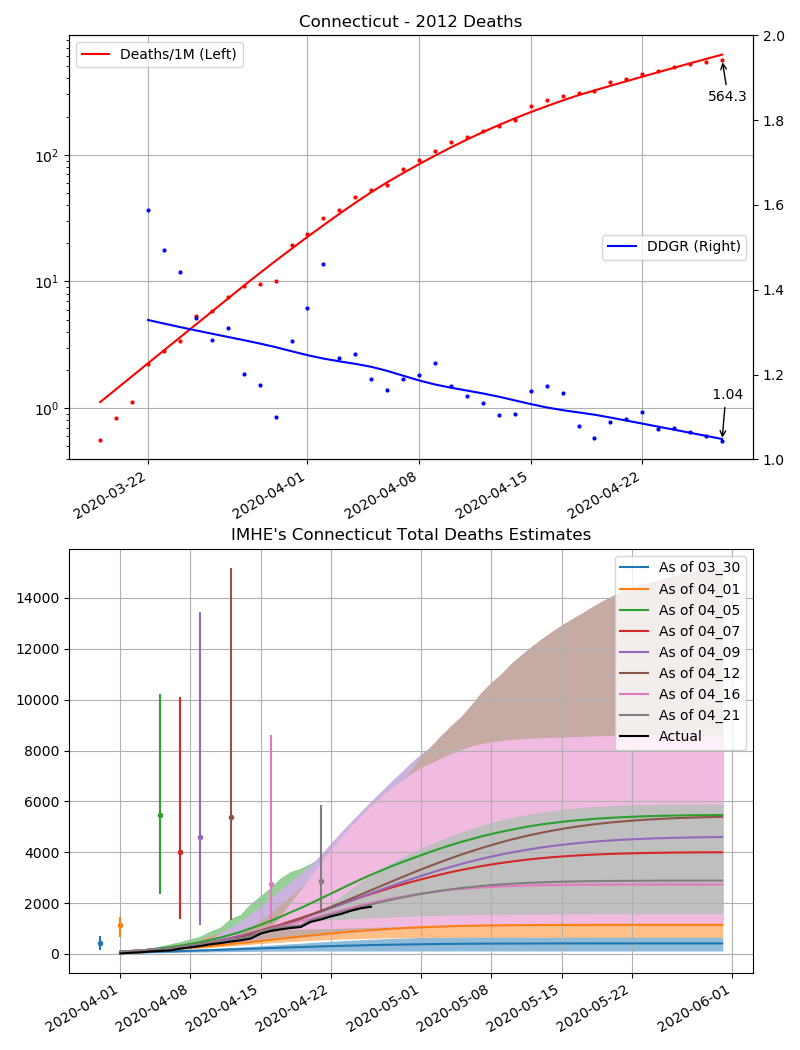 Connecticut - 2012 Deaths
Deaths/1M (Left)
2.0
564.3
1.8
10²
1.6
DDGR (Right)
10¹
1.4
1.2
1.04
10⁰
1.0
2020-03-22
2020-04-01
2020-04-08
2020-04-15
2020-04-22
IMHE's Connecticut Total Deaths Estimates
As of 03_30
As of 04_01
As of 04_05
As of 04_07
As of 04_09
As of 04_12
As of 04_16
As of 04_21
Actual
14000
12000
10000
8000
6000
4000
2000
0
2020-04-01
2020-04-08
2020-04-15
2020-04-22
2020-05-01
2020-05-08
2020-05-15
2020-05-22
2020-06-01